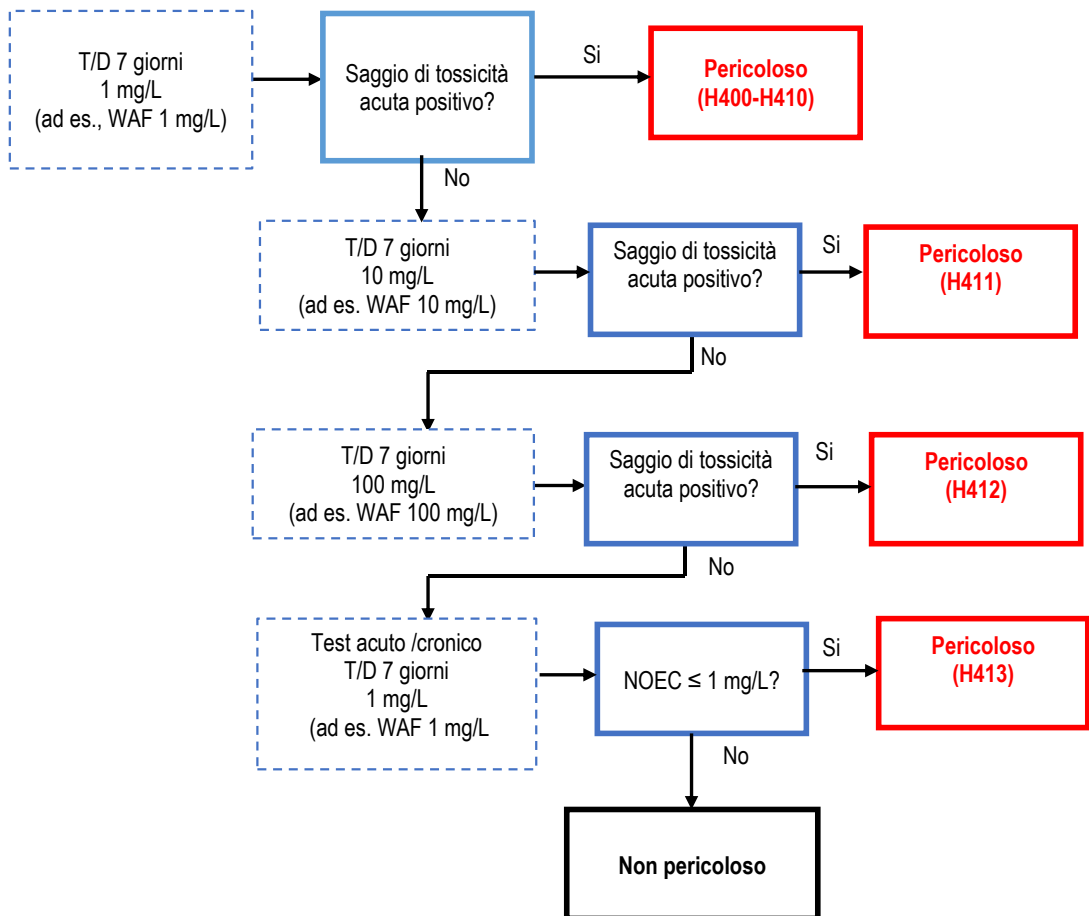 T/D 7 giorni
1 mg/L
(ad es., WAF 1 mg/L)
Saggio di tossicità
acuta positivo?
Si
Pericoloso
(H400-H410)
No
T/D 7 giorni
10 mg/L
(ad es. WAF 10 mg/L)
Saggio di tossicità
acuta positivo?
Si
Pericoloso
(H411)
No
T/D 7 giorni
100 mg/L
(ad es. WAF 100 mg/L)
Saggio di tossicità
acuta positivo?
Si
Pericoloso
(H412)
No
Test acuto /cronico
T/D 7 giorni
1 mg/L
(ad es. WAF 1 mg/L
NOEC ≤ 1 mg/L?
Si
Pericoloso
(H413)
No
Non pericoloso